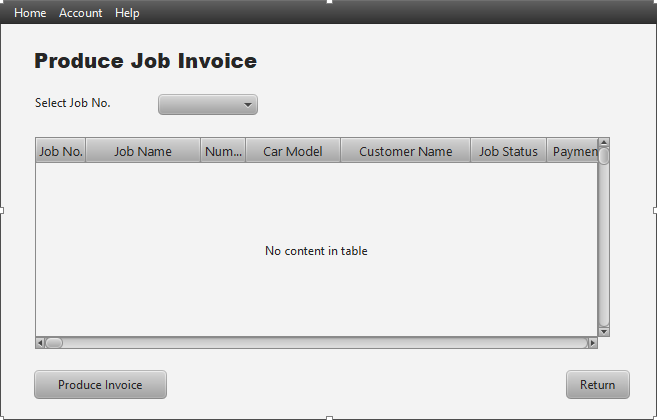 Home Account Help
Produce Job Invoice
Select Job No.
Job No. Job Name Num... Car Model Customer Name Job Status Paymen
No content in table
Produce Invoice Return